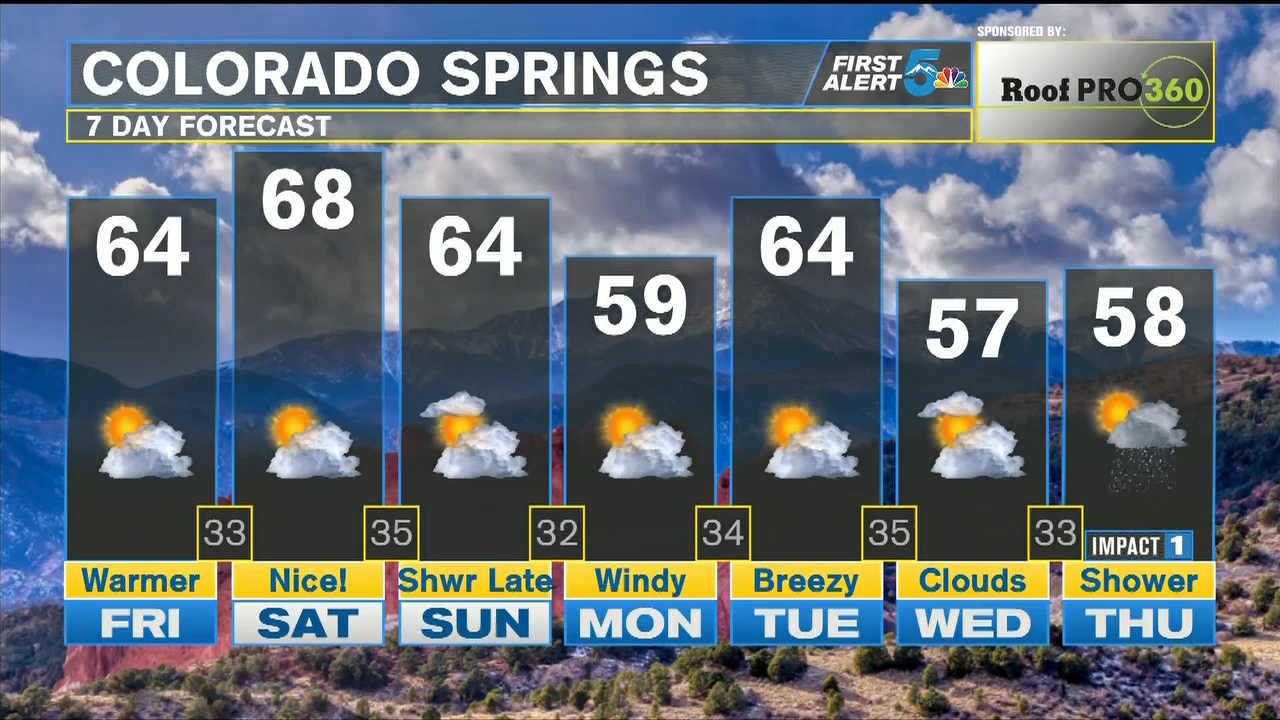 SPONSORED BY:
COLORADO SPRINGS
FIRST ALERT 5
Roof PRO 360
7 DAY FORECAST
64 68 64 59 64 57 58
33 35 32 34 35 33
IMPACT 1
Warmer Nice! Shwr Late Windy Breezy Clouds Shower
FRI SAT SUN MON TUE WED THU